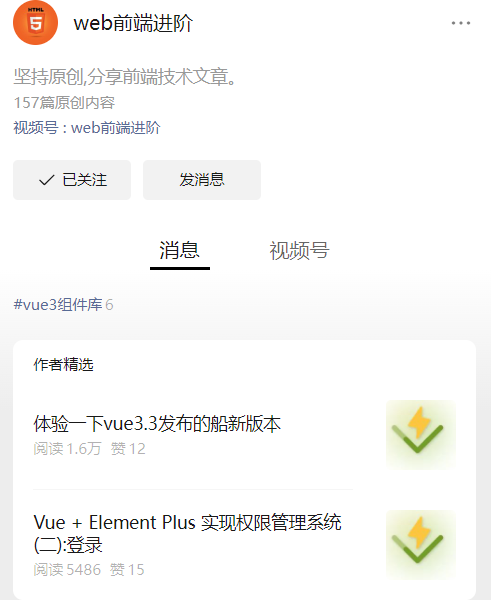 HTML
5
web前端进阶
坚持原创,分享前端技术文章。
157篇原创内容
视频号 : web前端进阶
已关注
发消息
消息
视频号
#vue3组件库 6
作者精选
体验一下vue3.3发布的船新版本
阅读 1.6万 赞 12
Vue + Element Plus 实现权限管理系统
(二):登录
阅读 5486 赞 15